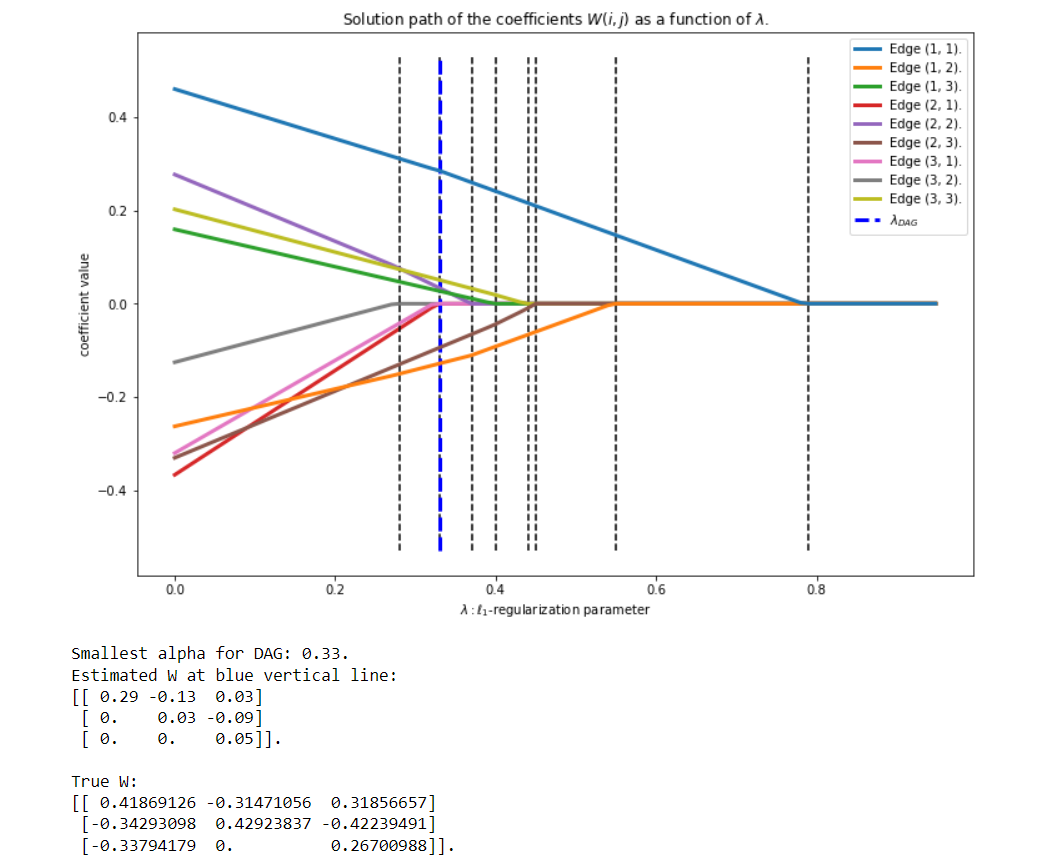 Solution path of the coefficients W(i, j) as a function of λ.
Edge (1, 1).
Edge (1, 2).
Edge (1, 3).
Edge (2, 1).
Edge (2, 2).
Edge (2, 3).
Edge (3, 1).
Edge (3, 2).
Edge (3, 3).
λDAG
coefficient value
0.4
0.2
0.0
−0.2
−0.4
0.0 0.2 0.4 0.6 0.8
λ : ℓ1-regularization parameter
Smallest alpha for DAG: 0.33.
Estimated W at blue vertical line:
[[ 0.29 -0.13  0.03]
 [ 0.    0.03 -0.09]
 [ 0.    0.    0.05]].
True W:
[[ 0.41869126 -0.31471056  0.31856657]
 [-0.34293098  0.42923837 -0.42239491]
 [-0.33794179  0.          0.26700988]].